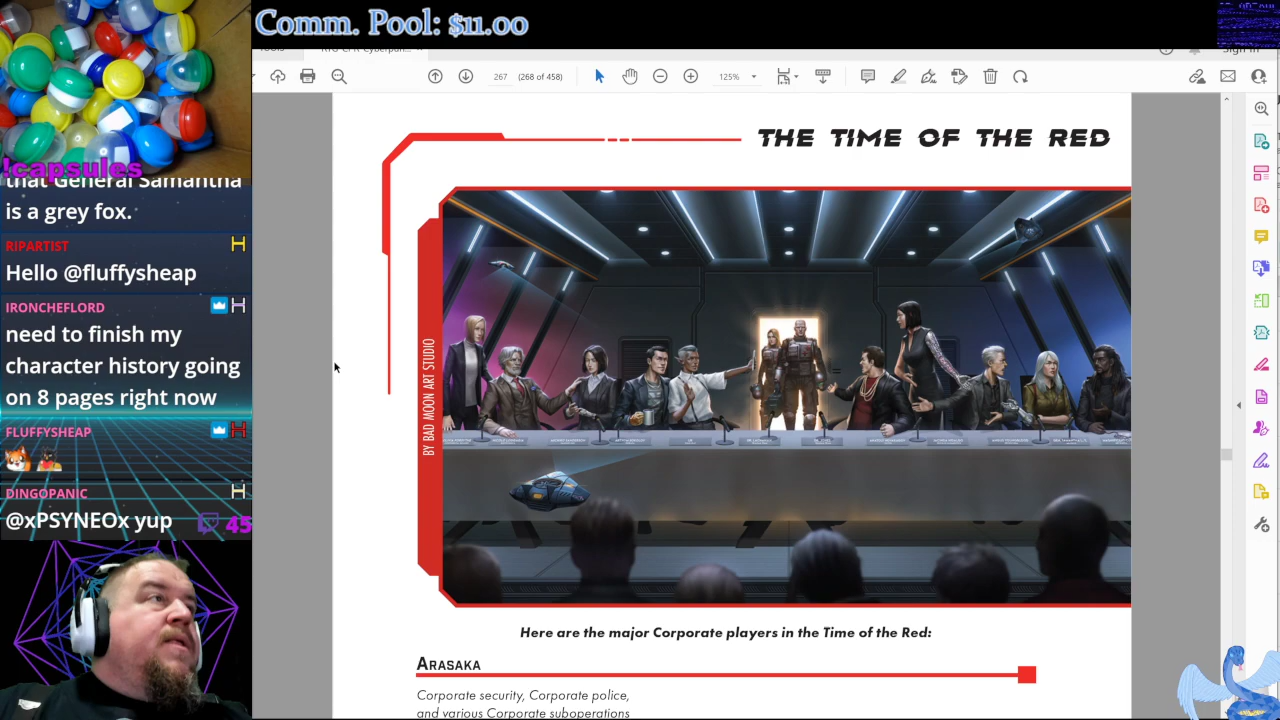 Comm. Pool: $11.00
!capsules
that General Samantha
is a grey fox.
RIPARTIST
Hello @fluffysheap
IRONCHEFLORD
need to finish my
character history going
on 8 pages right now
FLUFFYSHEAP
DINGOPANIC
@xPSYNEOx yup
45
267 (268 of 458)
125%
THE TIME OF THE RED
BY BAD MOON ART STUDIO
Here are the major Corporate players in the Time of the Red:
ARASAKA
Corporate security, Corporate police,
and various Corporate suboperations